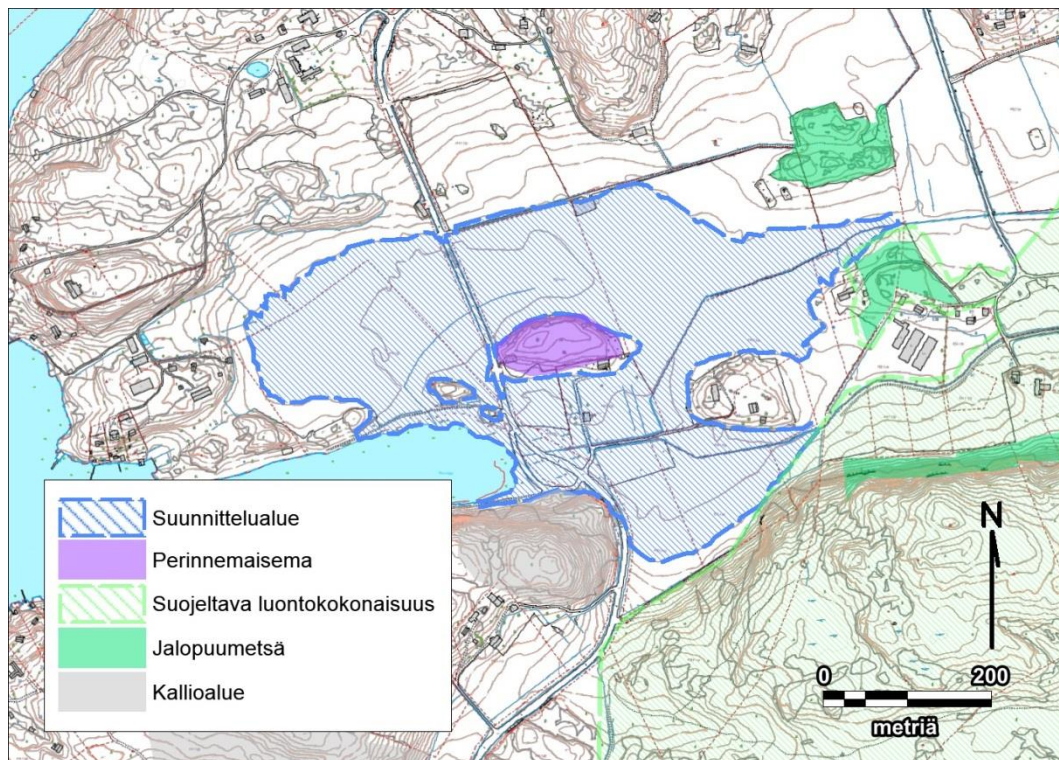 Suunnittelualue
Perinnemaisema
Suojeltava luontokokonaisuus
Jalopuumetsä
Kallioalue
N
0 200
metriä